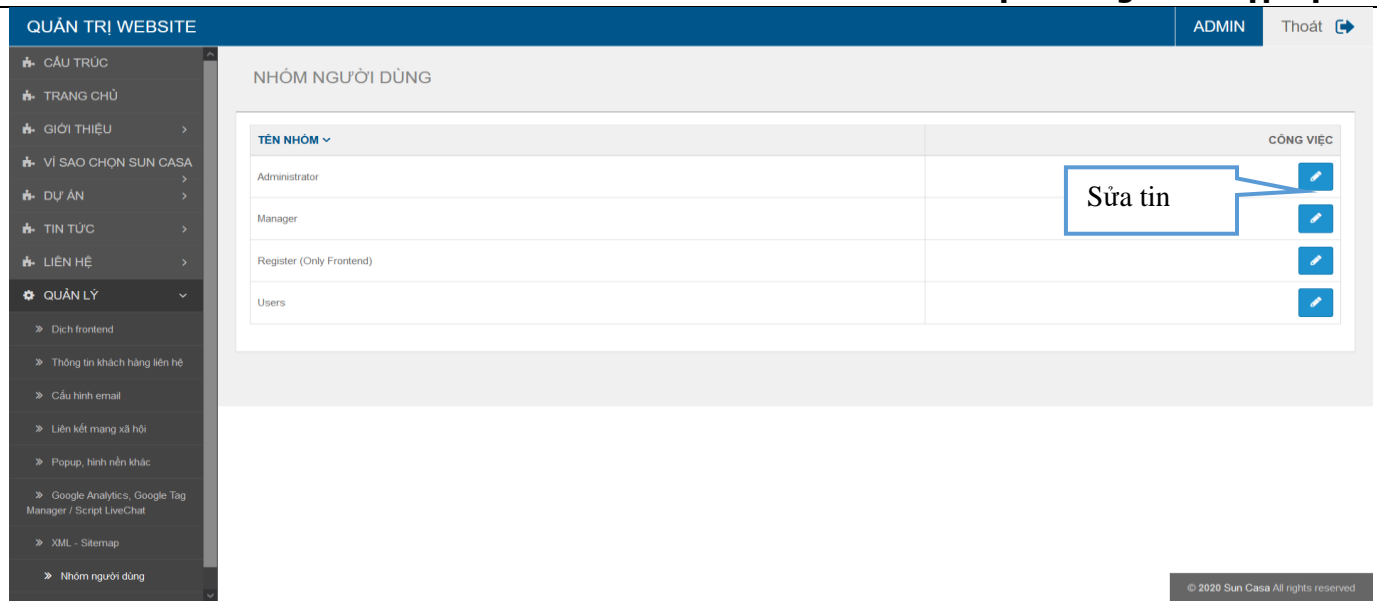 QUẢN TRỊ WEBSITE
ADMIN
Thoát
CẤU TRÚC
TRANG CHỦ
GIỚI THIỆU
VÌ SAO CHỌN SUN CASA
DỰ ÁN
TIN TỨC
LIÊN HỆ
QUẢN LÝ
Dịch frontend
Thông tin khách hàng liên hệ
Cấu hình email
Liên kết mạng xã hội
Popup, hình nền khác
Google Analytics, Google Tag
Manager / Script LiveChat
XML - Sitemap
Nhóm người dùng
NHÓM NGƯỜI DÙNG
TÊN NHÓM
CÔNG VIỆC
Administrator
Sửa tin
Manager
Register (Only Frontend)
Users
© 2020 Sun Casa All rights reserved